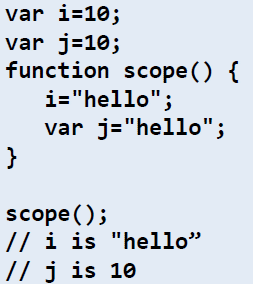 var i=10;
var j=10;
function scope() {
   i="hello";
   var j="hello";
}

scope();
// i is "hello”
// j is 10